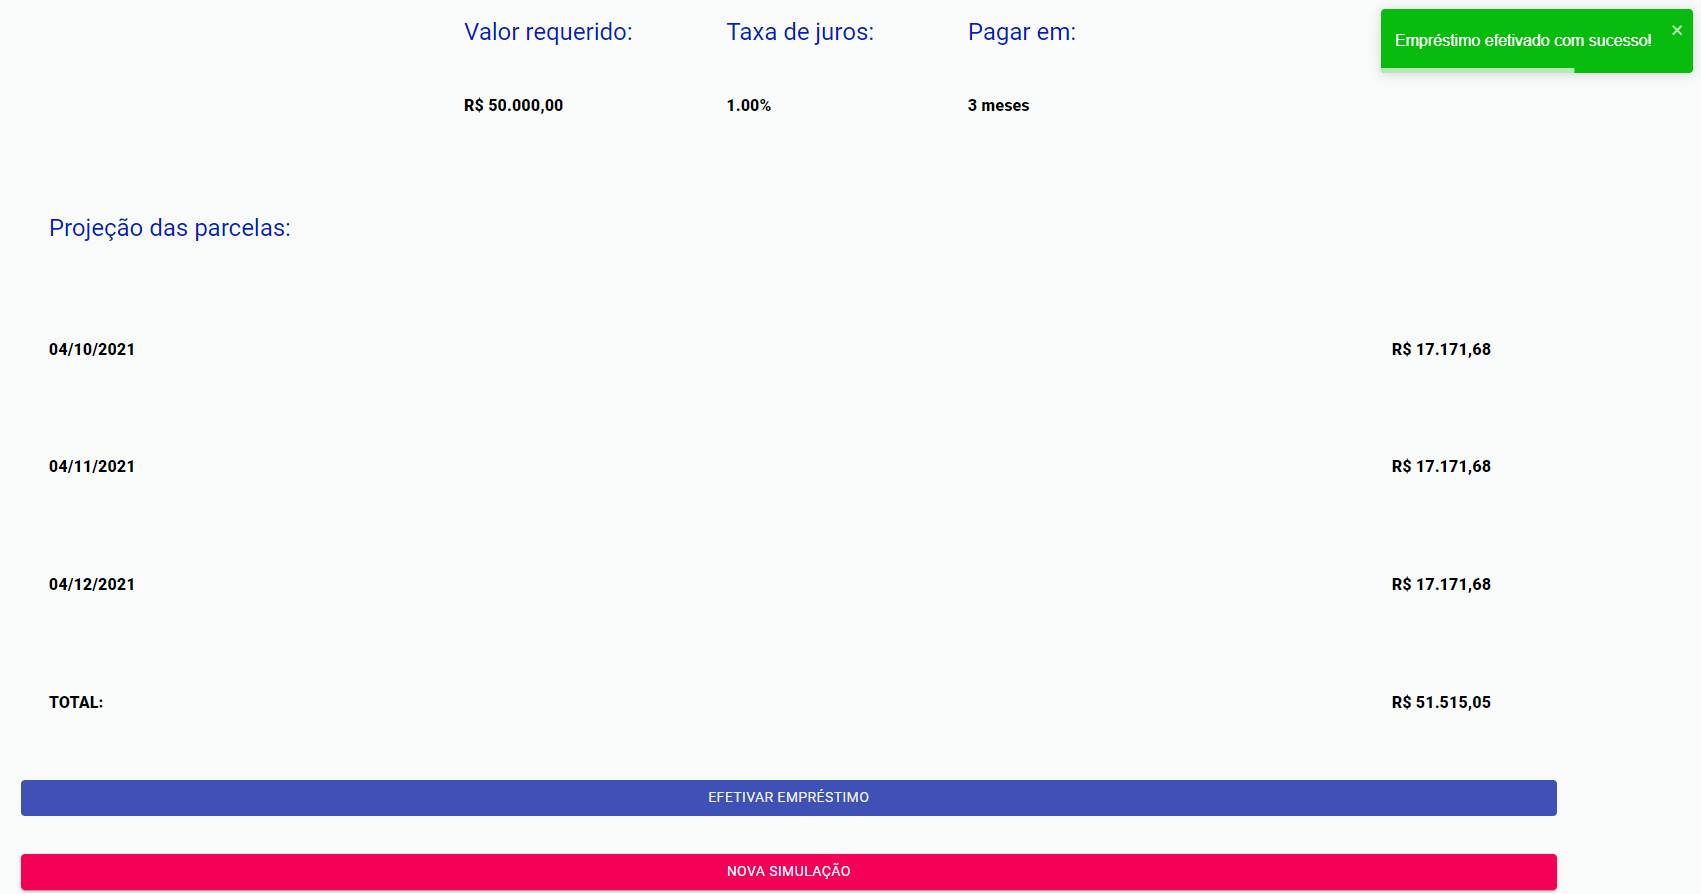 Valor requerido: Taxa de juros: Pagar em:
Empréstimo efetivado com sucesso!
R$ 50.000,00 1.00% 3 meses
Projeção das parcelas:
04/10/2021 R$ 17.171,68
04/11/2021 R$ 17.171,68
04/12/2021 R$ 17.171,68
TOTAL: R$ 51.515,05
EFETIVAR EMPRÉSTIMO
NOVA SIMULAÇÃO